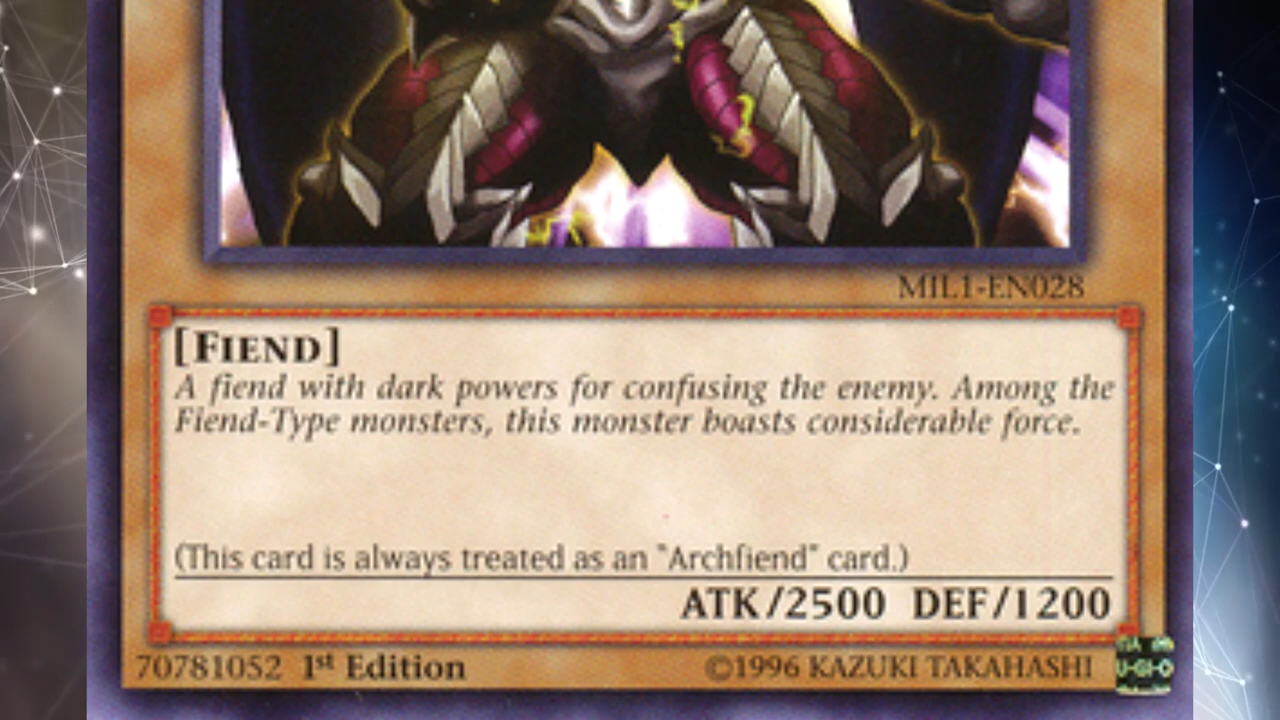 MIL1-EN028
[FIEND]
A fiend with dark powers for confusing the enemy. Among the
Fiend-Type monsters, this monster boasts considerable force.
(This card is always treated as an "Archfiend" card.)
ATK/2500 DEF/1200
70781052 1st Edition ©1996 KAZUKI TAKAHASHI
U-GI-O